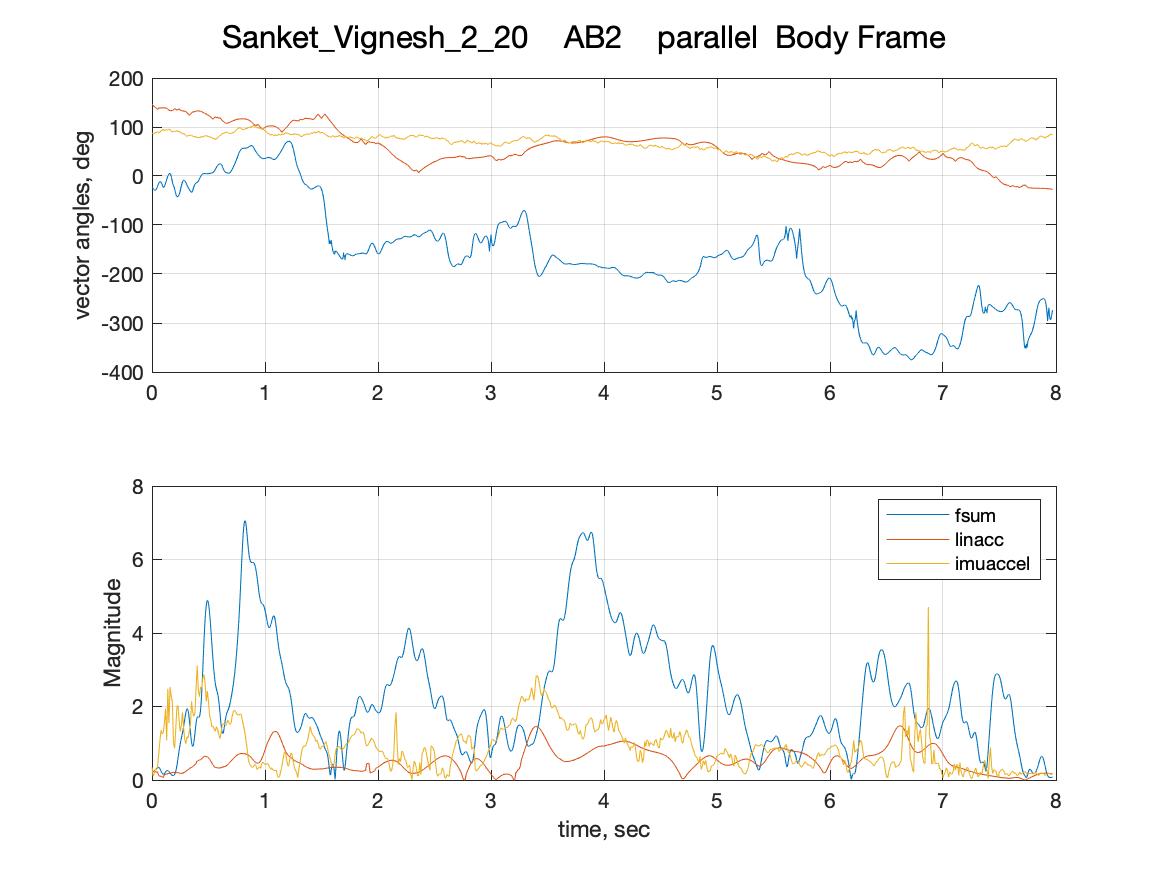 Sanket_Vignesh_2_20 AB2 parallel Body Frame
200
100
0
-100
-200
-300
-400
vector angles, deg
0 1 2 3 4 5 6 7 8
8
6
4
2
0
Magnitude
fsum
linacc
imuaccel
0 1 2 3 4 5 6 7 8
time, sec